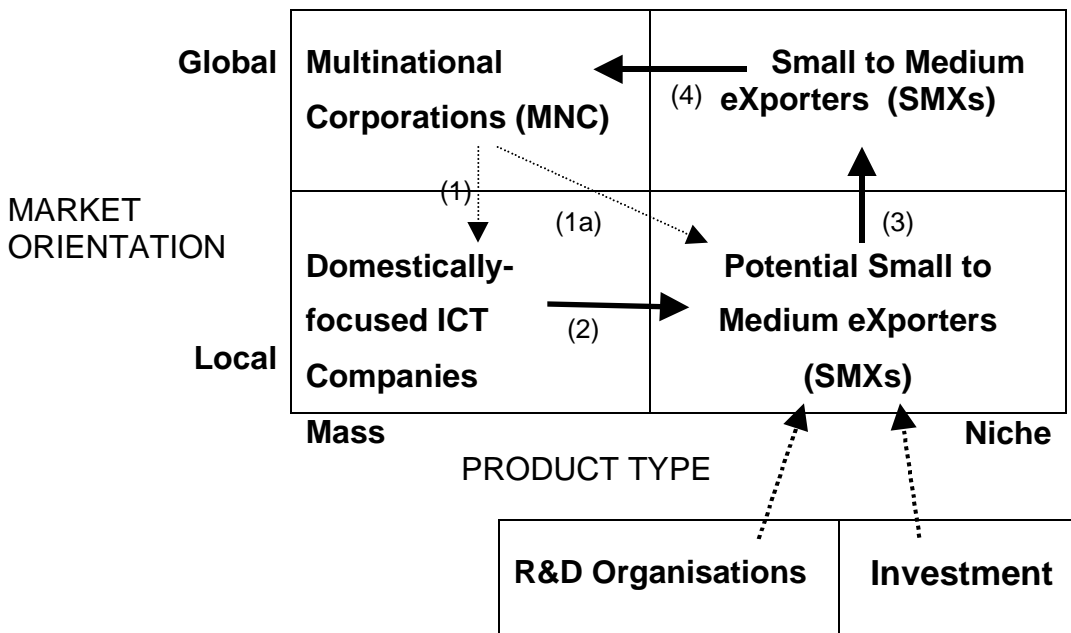 Global
Multinational
Corporations (MNC)
(4)
Small to Medium
eXporters (SMXs)
MARKET
ORIENTATION
(1)
(1a)
(3)
Local
Domestically-
focused ICT
Companies
(2)
Potential Small to
Medium eXporters
(SMXs)
Mass
Niche
PRODUCT TYPE
R&D Organisations
Investment